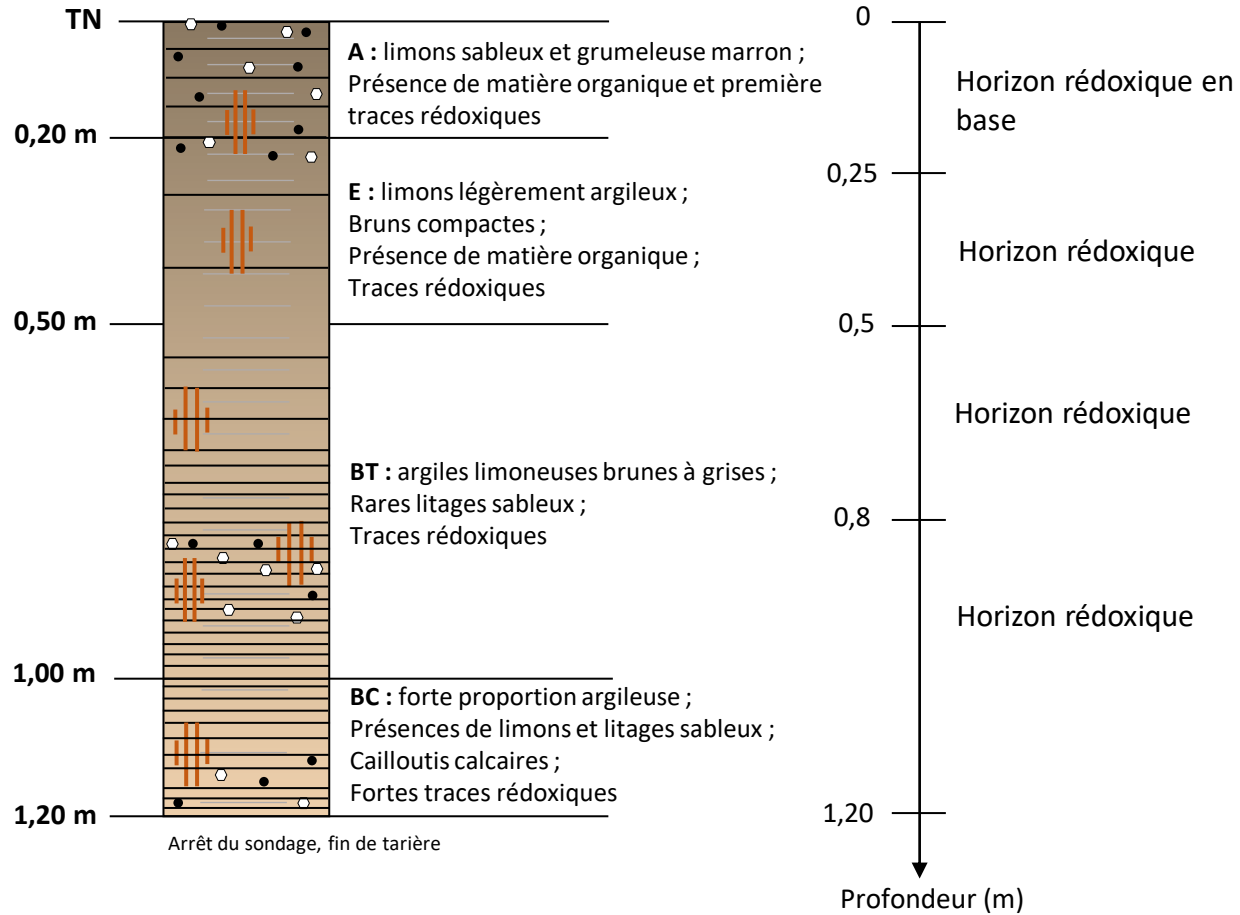 TN
A : limons sableux et grumeleuse marron ;
Présence de matière organique et première
traces rédoxiques
0,20 m
E : limons légèrement argileux ;
Bruns compactes ;
Présence de matière organique ;
Traces rédoxiques
0,50 m
BT : argiles limoneuses brunes à grises ;
Rares litages sableux ;
Traces rédoxiques
1,00 m
BC : forte proportion argileuse ;
Présences de limons et litages sableux ;
Cailloutis calcaires ;
Fortes traces rédoxiques
1,20 m
Arrêt du sondage, fin de tarière
0
Horizon rédoxique en
base
0,25
Horizon rédoxique
0,5
Horizon rédoxique
0,8
Horizon rédoxique
1,20
Profondeur (m)